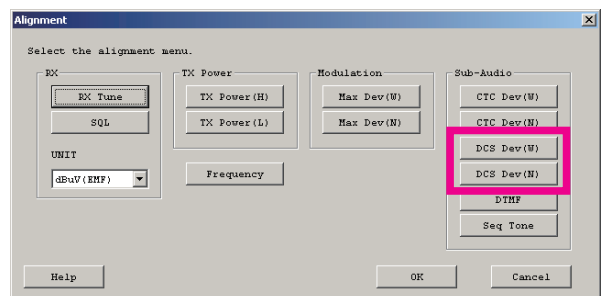 Alignment
Select the alignment menu.
RX
RX Tune
SQL
UNIT
dBuV(EMF)
TX Power
TX Power(H)
TX Power(L)
Frequency
Modulation
Max Dev(W)
Max Dev(N)
Sub-Audio
CTC Dev(W)
CTC Dev(N)
DCS Dev(W)
DCS Dev(N)
DTMF
Seq Tone
Help
OK
Cancel